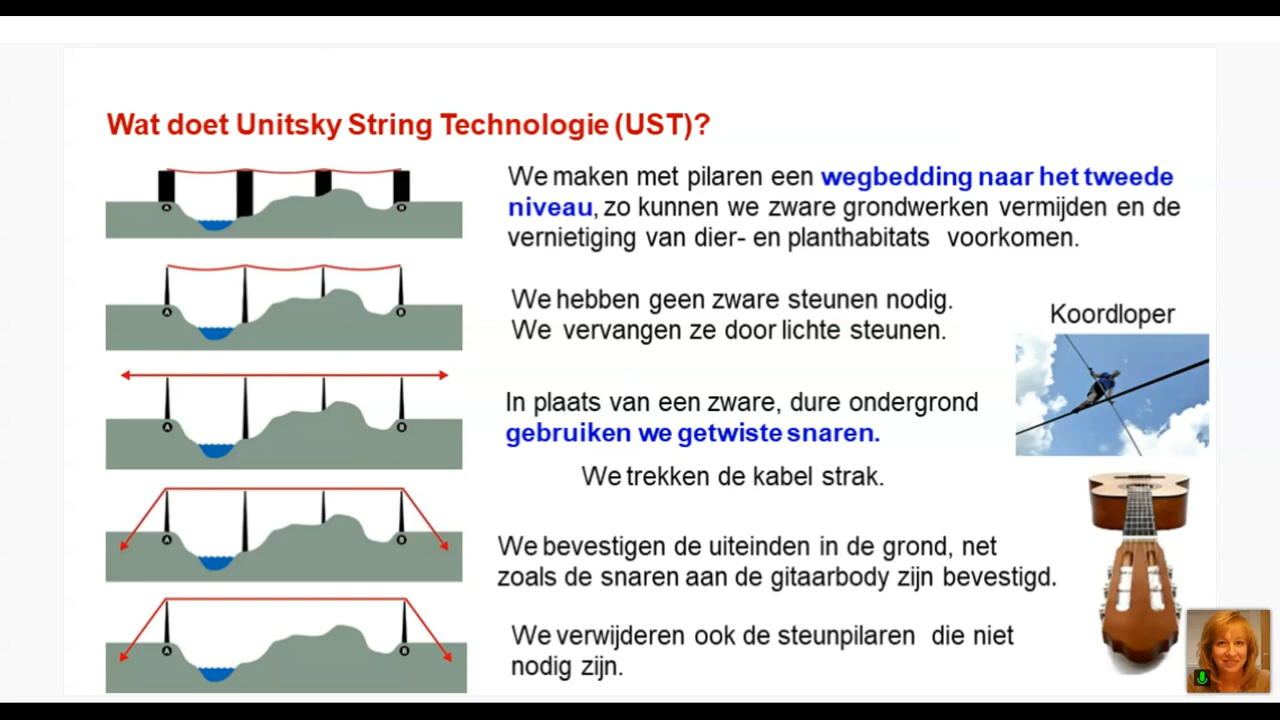 Wat doet Unitsky String Technologie (UST)?
We maken met pilaren een wegbedding naar het tweede
niveau, zo kunnen we zware grondwerken vermijden en de
vernietiging van dier- en planthabitats voorkomen.
We hebben geen zware steunen nodig.
We vervangen ze door lichte steunen.
Koordloper
In plaats van een zware, dure ondergrond
gebruiken we getwiste snaren.
We trekken de kabel strak.
We bevestigen de uiteinden in de grond, net
zoals de snaren aan de gitaarbody zijn bevestigd.
We verwijderen ook de steunpilaren die niet
nodig zijn.